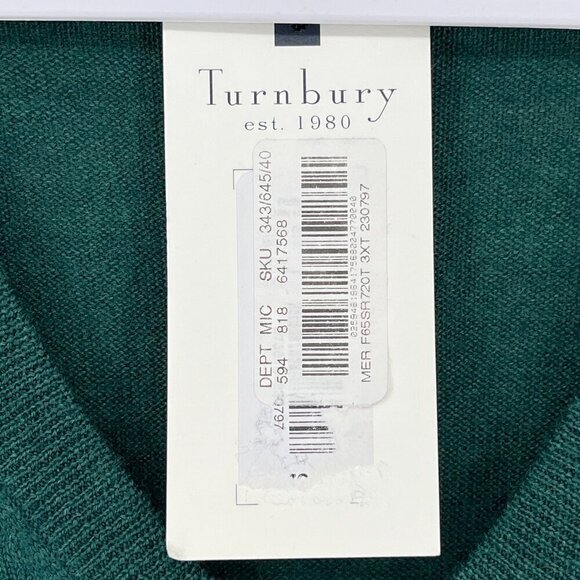 Turnbury
est. 1980
DEPT MIC SKU 343/645/40
594 818 6417568
MER F65SR720T 3XT 230797